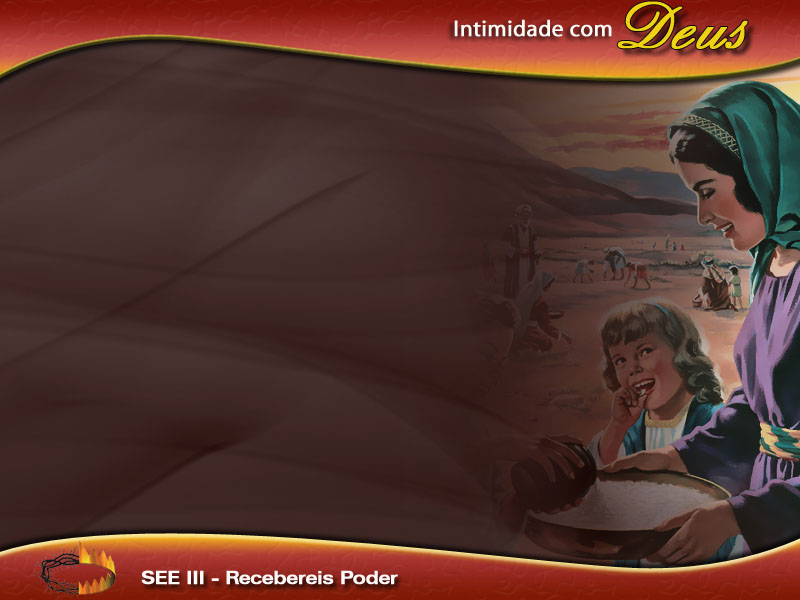 Intimidade com Deus
SEE III - Recebereis Poder